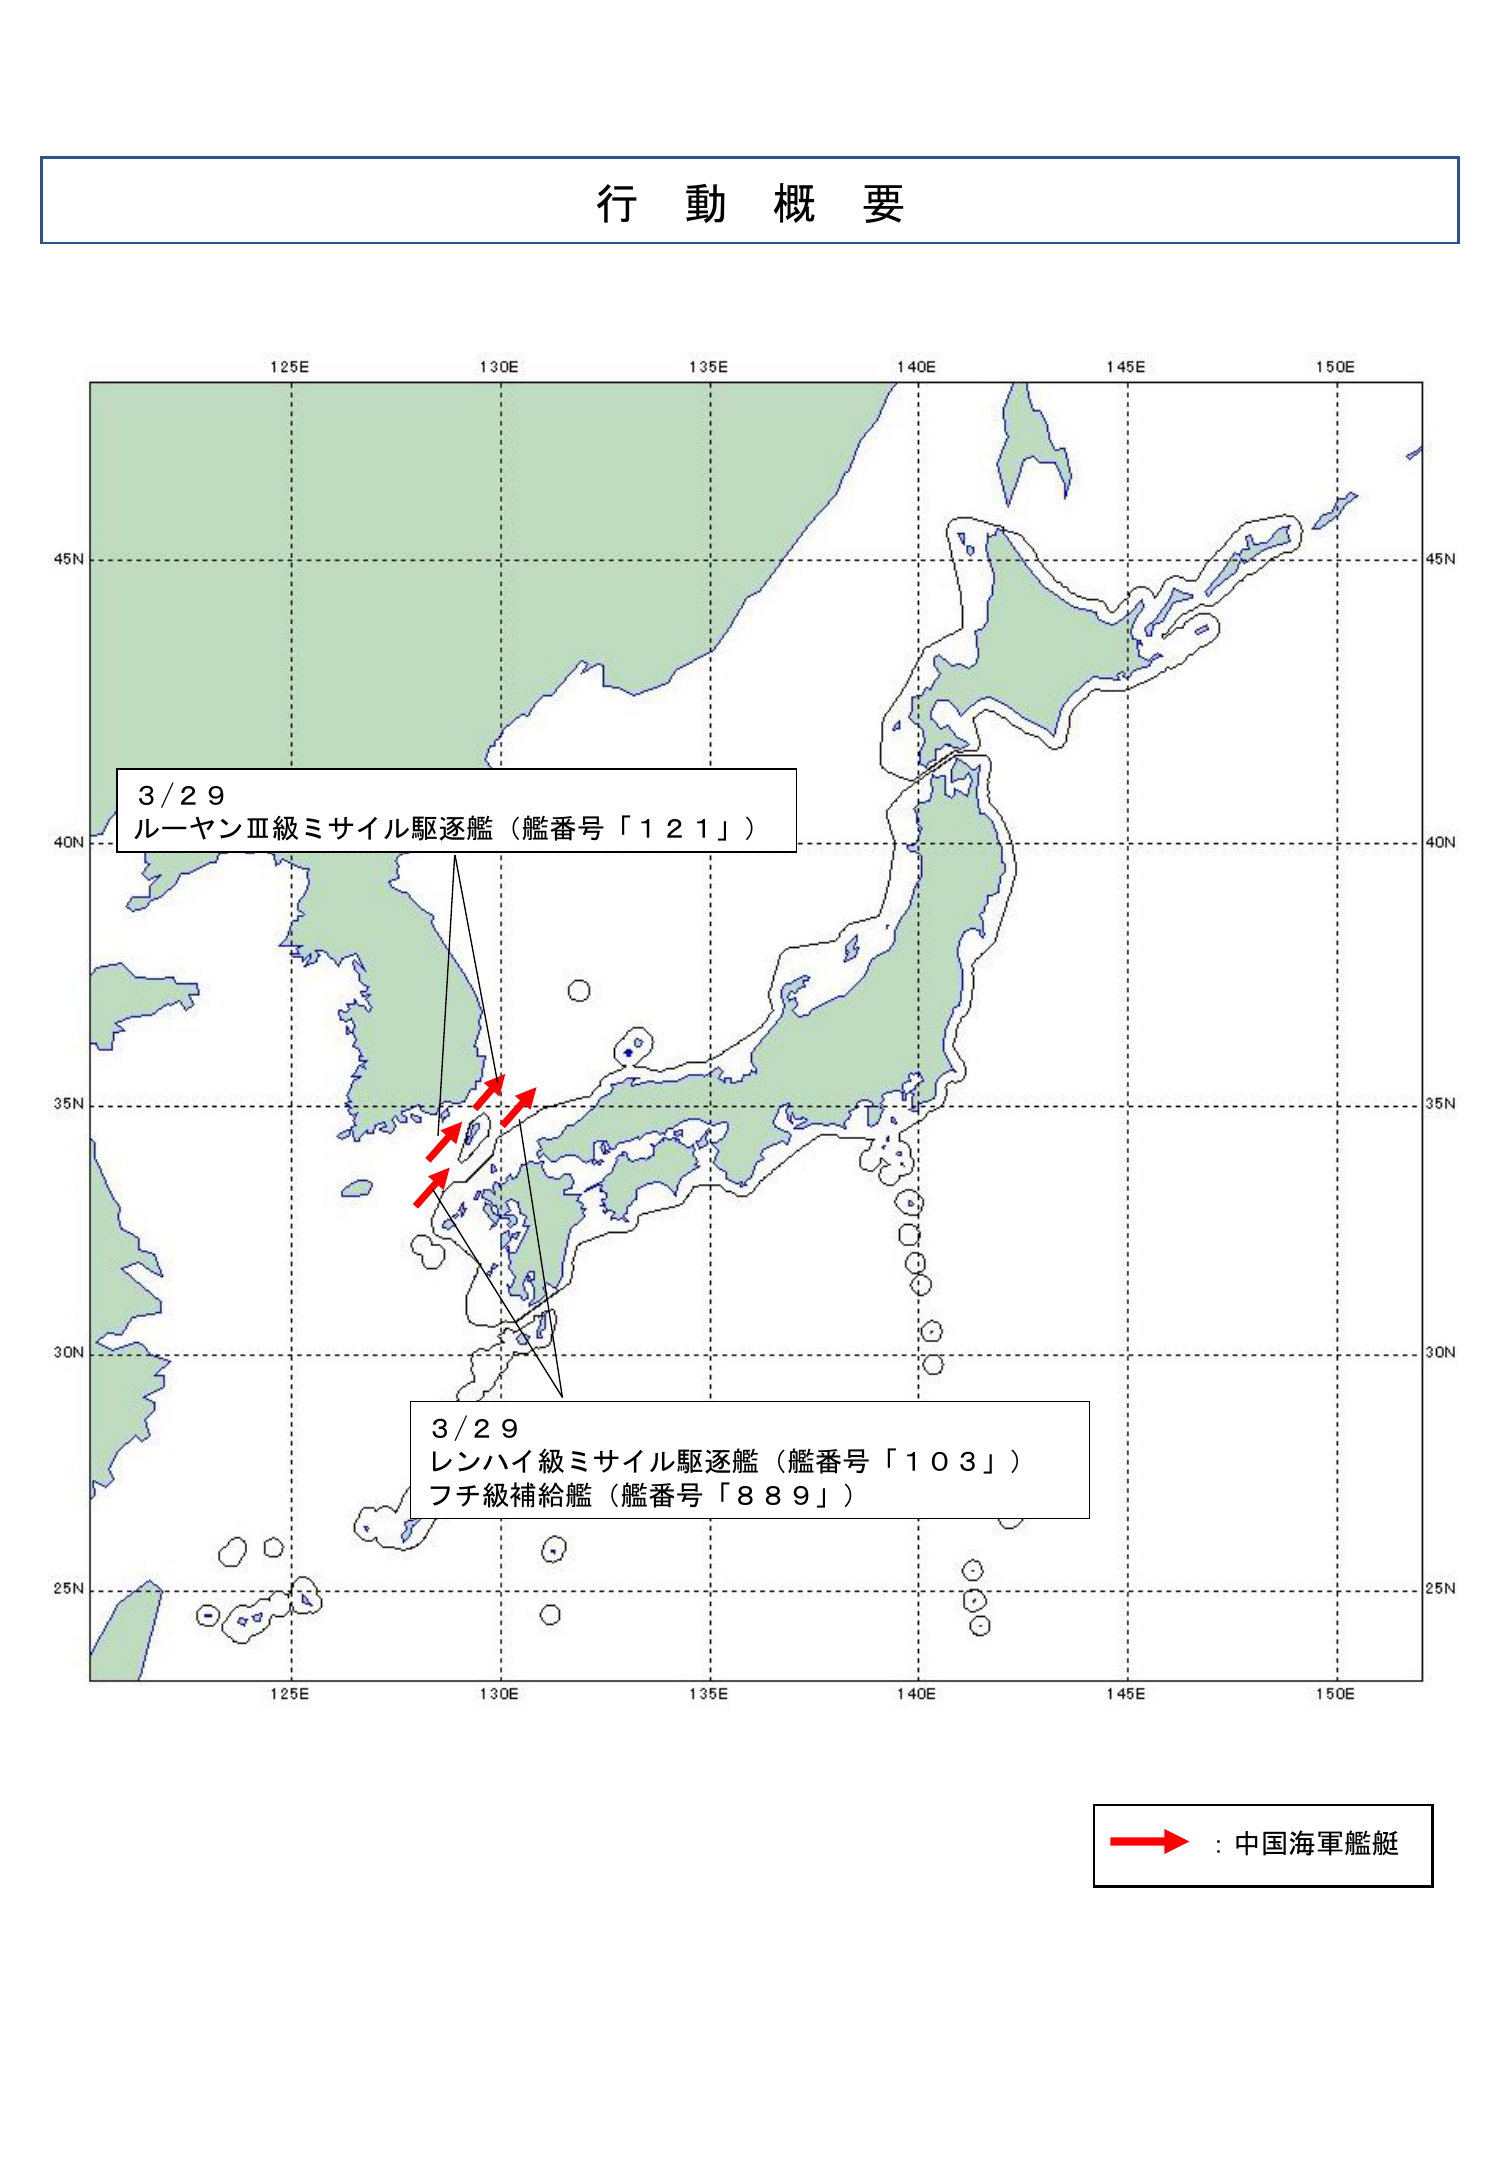 行 動 概 要
125E 130E 135E 140E 145E 150E
45N 45N
３/２９
ルーヤンⅢ級ミサイル駆逐艦（艦番号「１２１」）
40N 40N
35N 35N
30N 30N
３/２９
レンハイ級ミサイル駆逐艦（艦番号「１０３」）
フチ級補給艦（艦番号「８８９」）
25N 25N
125E 130E 135E 140E 145E 150E
：中国海軍艦艇